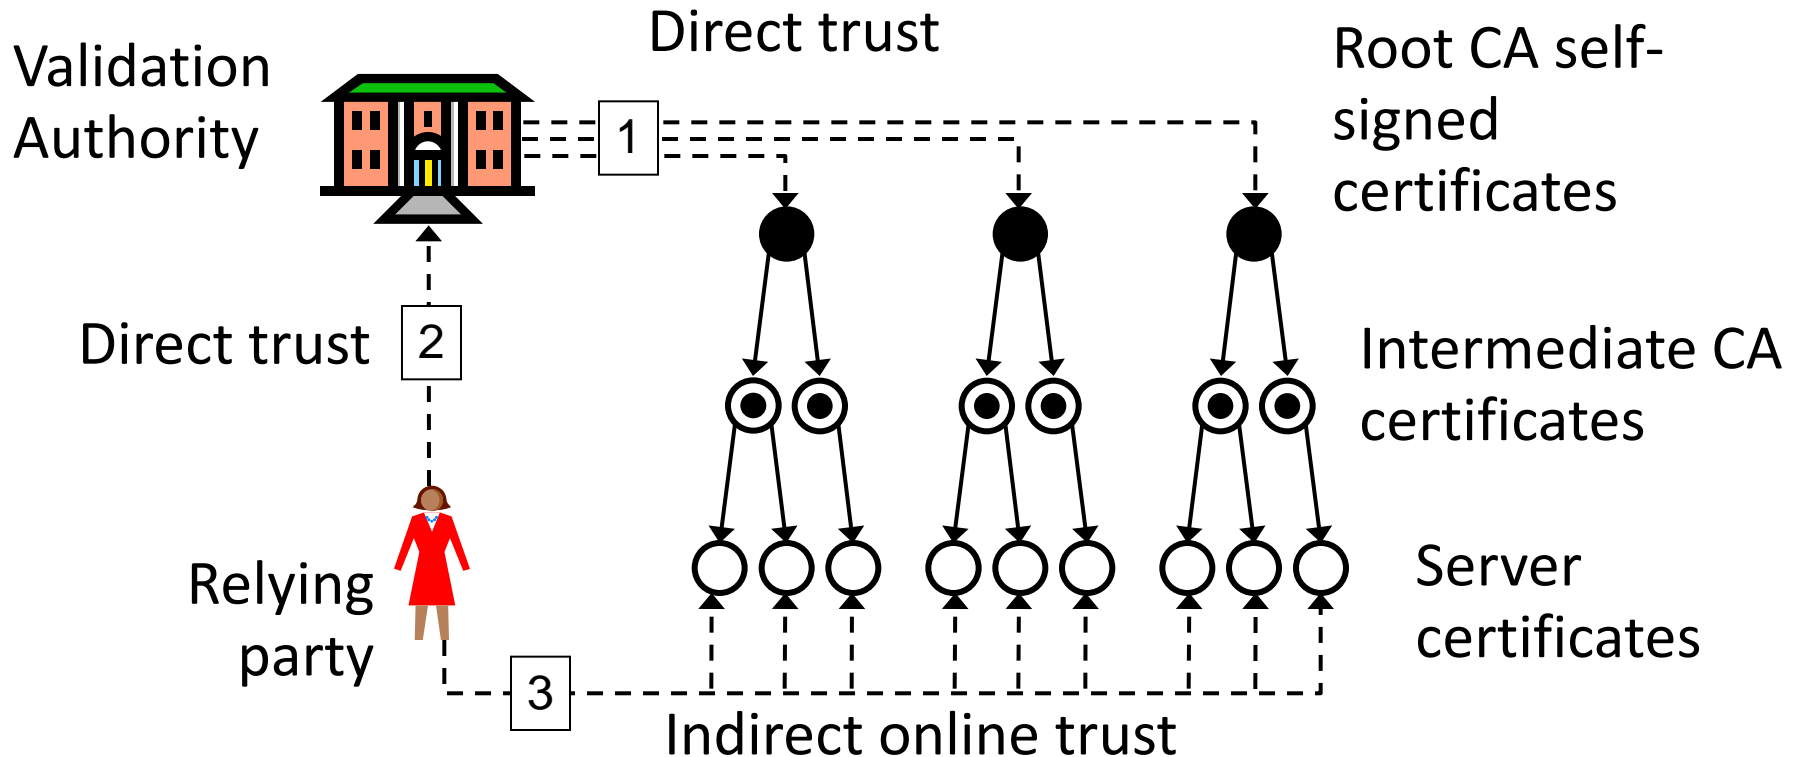 Direct trust
Validation
Authority
Root CA self-
signed
certificates
1
Direct trust
2
Intermediate CA
certificates
Relying
party
Server
certificates
3
Indirect online trust